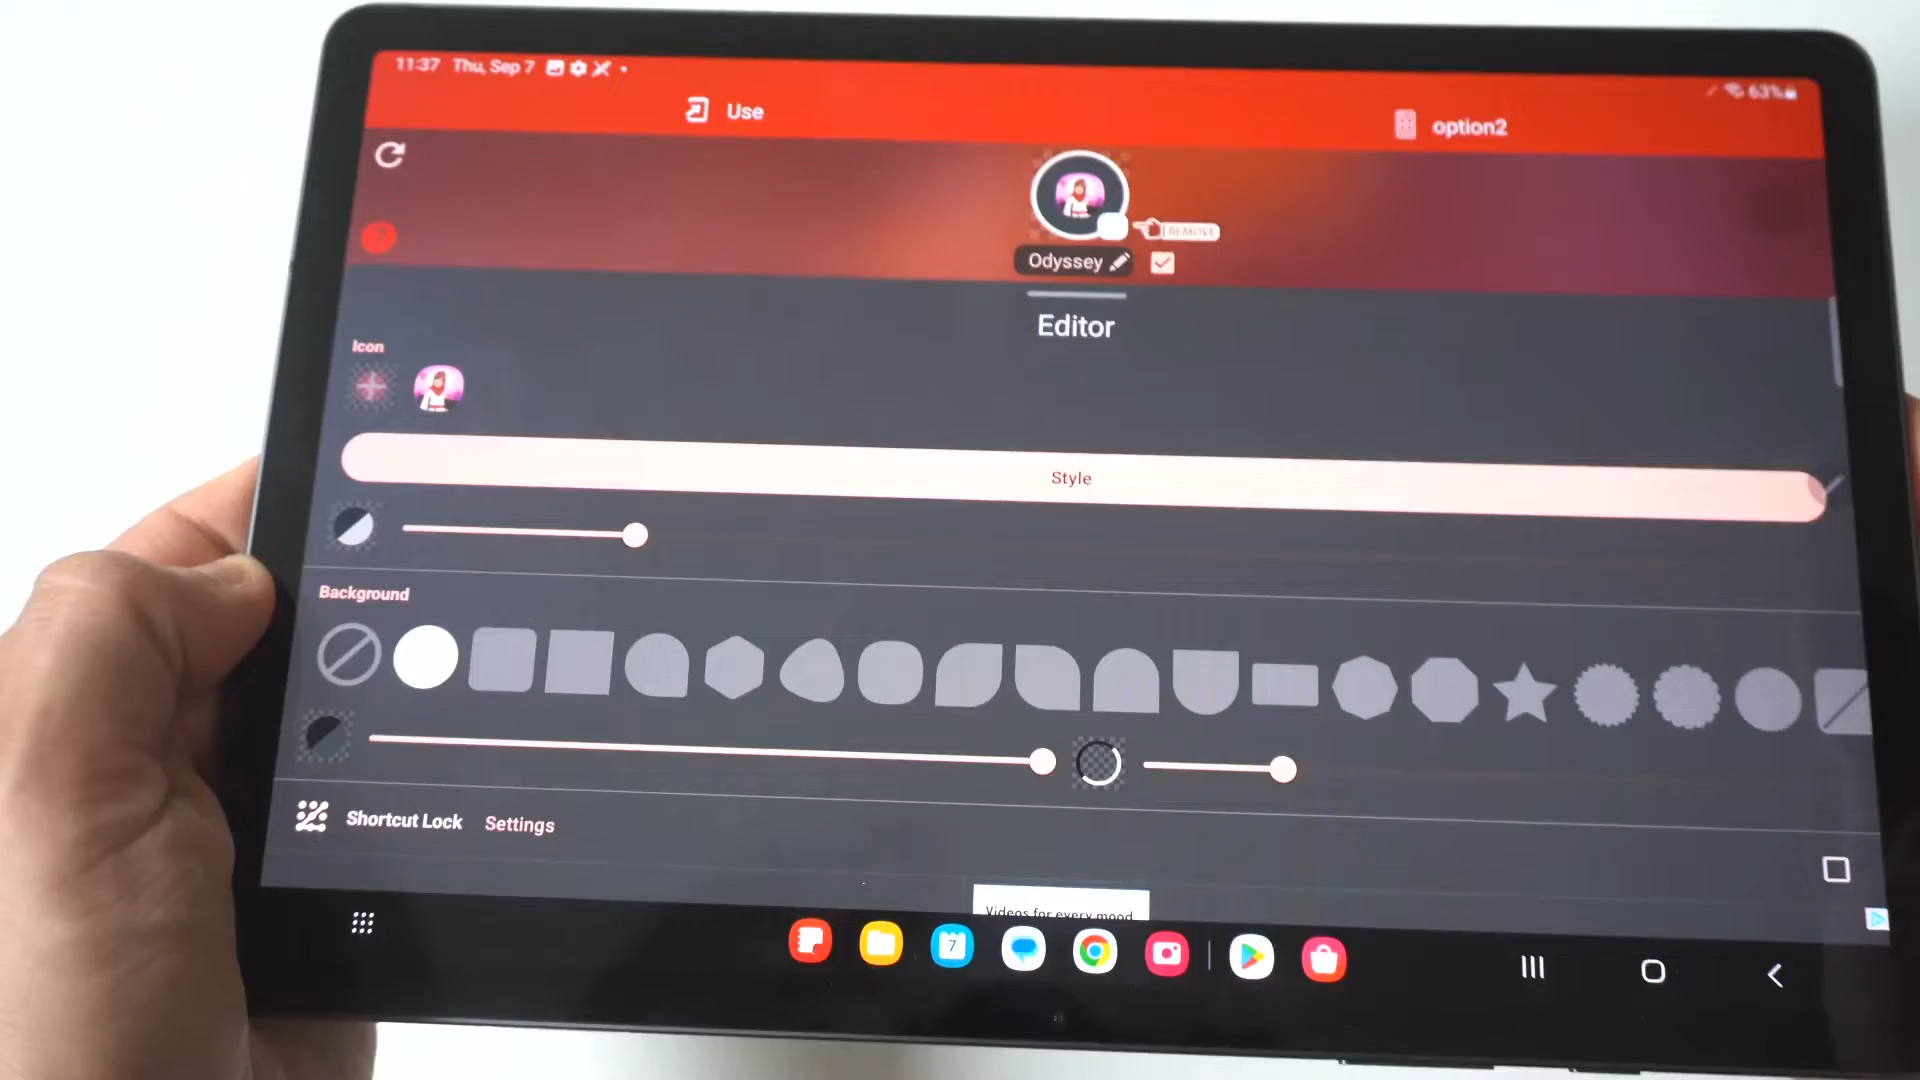 11:37 Thu, Sep 7
63%
Use
option2
REMOVE
Odyssey
Editor
Icon
Style
Background
Shortcut Lock Settings
Videos for every mood
7